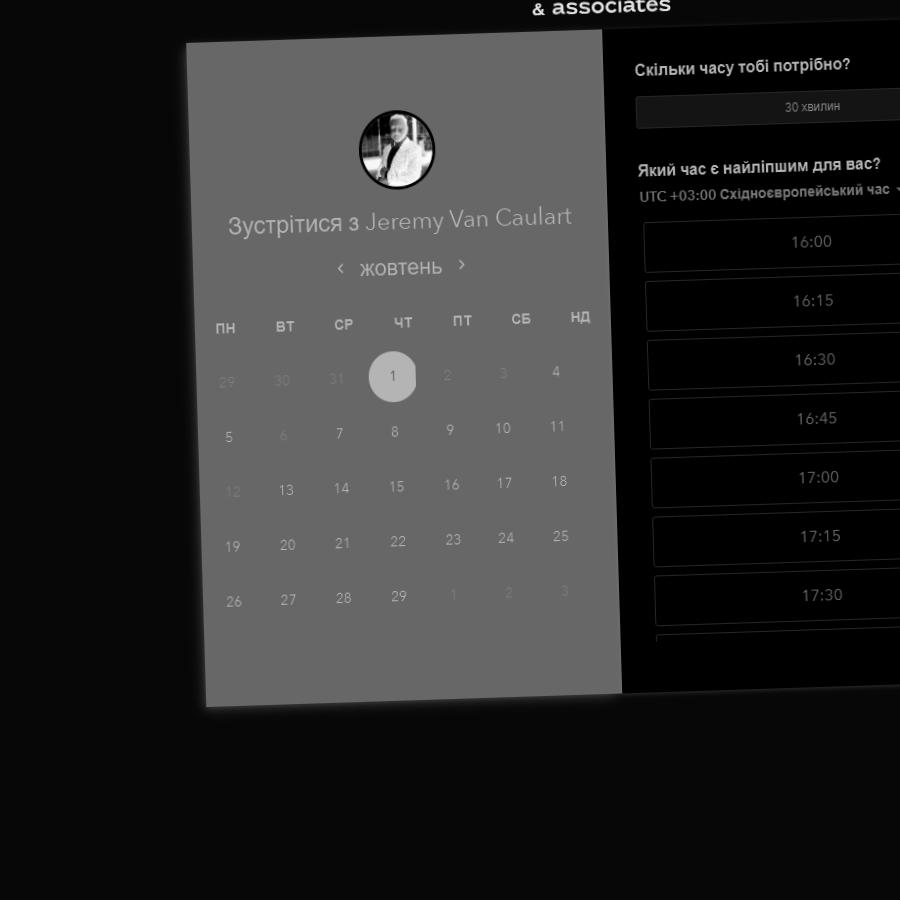 & associates
Зустрітися з Jeremy Van Caulart
‹ жовтень ›
ПН ВТ СР ЧТ ПТ СБ НД
29 30 31 1 2 3 4
5 6 7 8 9 10 11
12 13 14 15 16 17 18
19 20 21 22 23 24 25
26 27 28 29 1 2 3
Скільки часу тобі потрібно?
30 хвилин
Який час є найліпшим для вас?
UTC +03:00 Східноєвропейський час
16:00
16:15
16:30
16:45
17:00
17:15
17:30